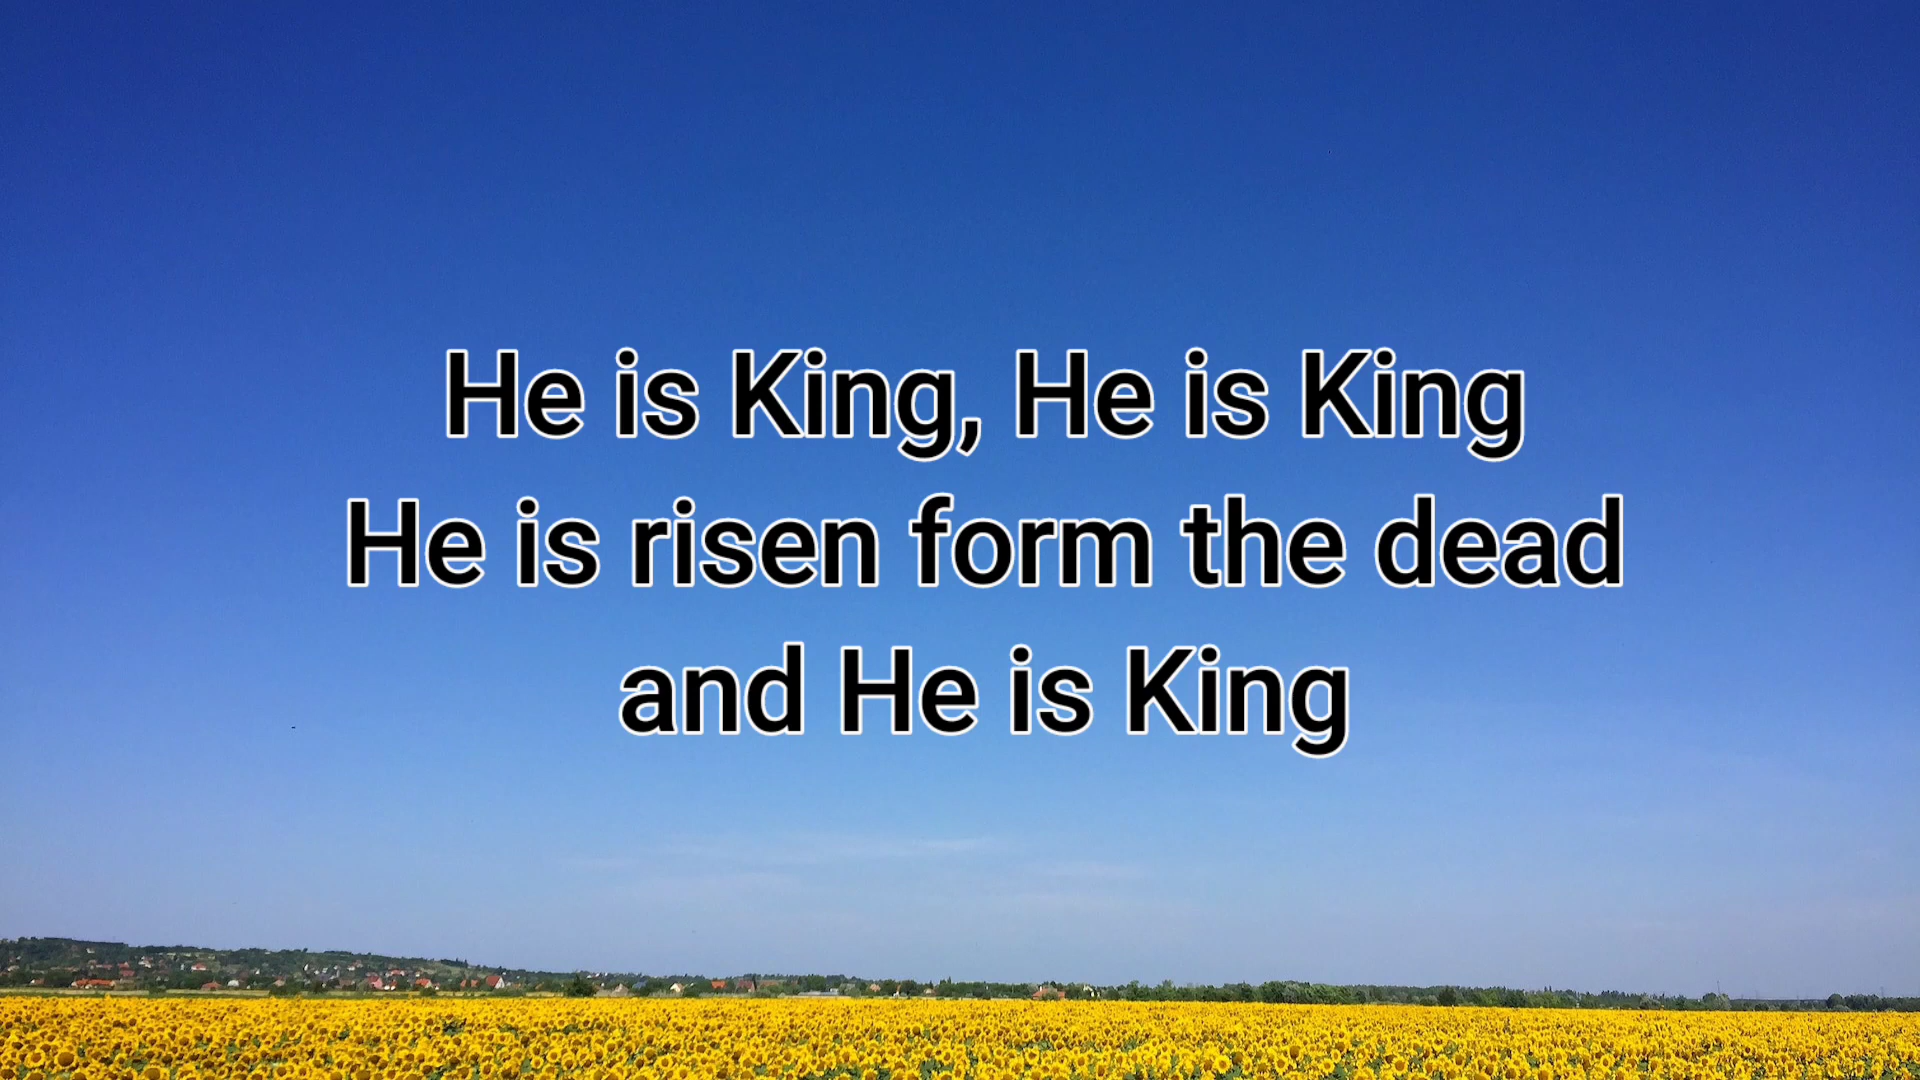 He is King, He is King
He is risen form the dead
and He is King